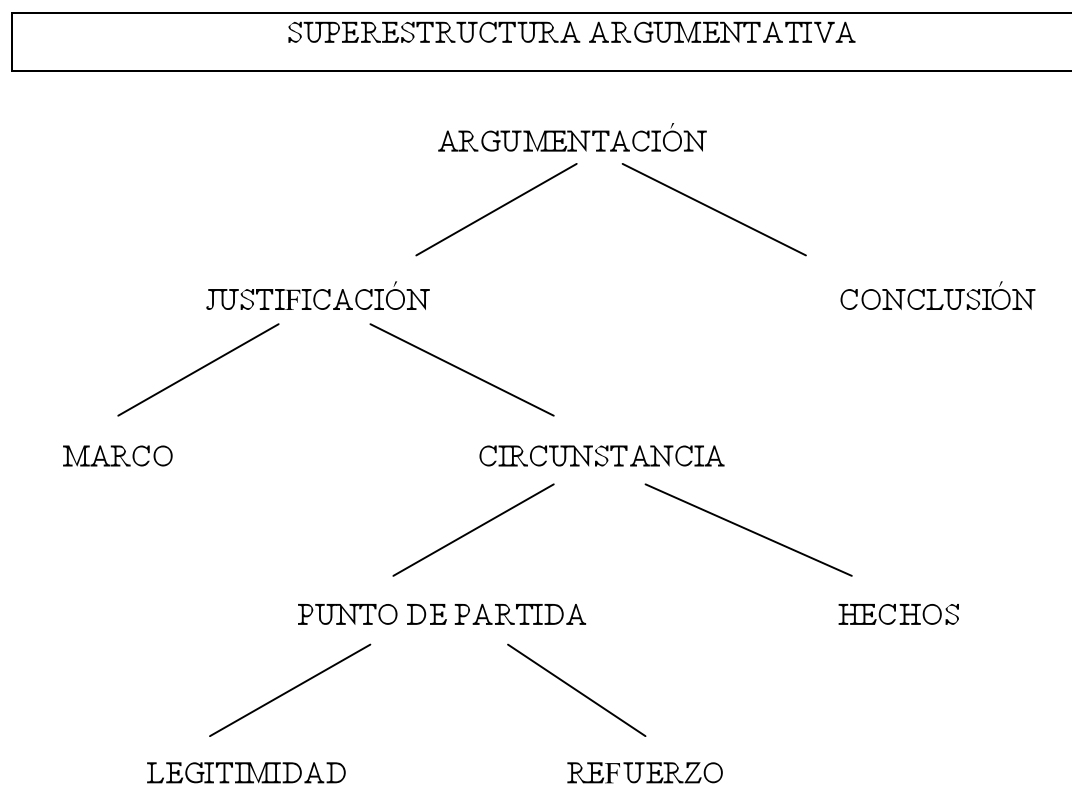 SUPERESTRUCTURA ARGUMENTATIVA
ARGUMENTACIÓN
JUSTIFICACIÓN CONCLUSIÓN
MARCO CIRCUNSTANCIA
PUNTO DE PARTIDA HECHOS
LEGITIMIDAD REFUERZO